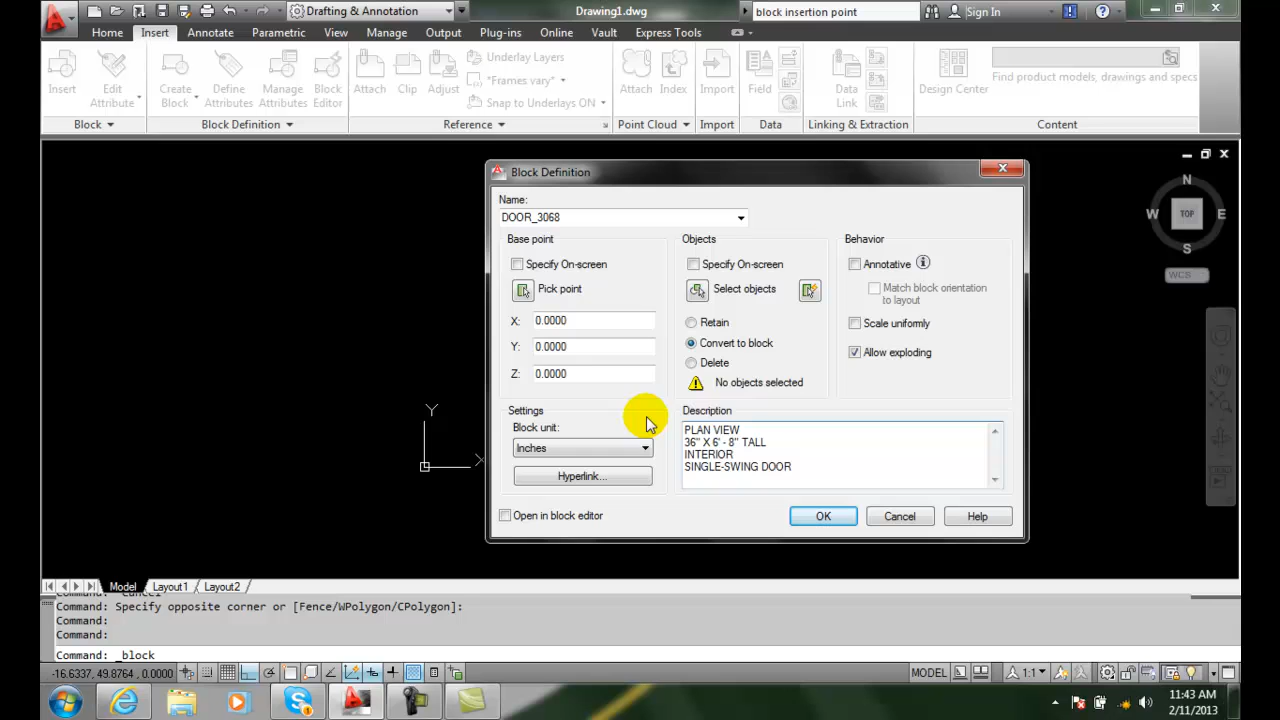 Drafting & Annotation
Drawing1.dwg
block insertion point
Sign In
Home Insert Annotate Parametric View Manage Output Plug-ins Online Vault Express Tools
Insert
Edit Attribute
Create Block
Define Attributes
Manage Attributes
Block Editor
Attach
Clip
Adjust
Underlay Layers
*Frames vary*
Snap to Underlays ON
Attach
Index
Import
Field
Data Link
Design Center
Find product models, drawings and specs
Block
Block Definition
Reference
Point Cloud
Import
Data
Linking & Extraction
Content
Block Definition
Name:
DOOR_3068
Base point
Specify On-screen
Pick point
X: 0.0000
Y: 0.0000
Z: 0.0000
Objects
Specify On-screen
Select objects
Retain
Convert to block
Delete
No objects selected
Behavior
Annotative
Match block orientation
to layout
Scale uniformly
Allow exploding
Settings
Block unit:
Inches
Hyperlink...
Description
PLAN VIEW
36" X 6' - 8" TALL
INTERIOR
SINGLE-SWING DOOR
Open in block editor
OK
Cancel
Help
N
W TOP E
S
WCS
Y
X
Model Layout1 Layout2
Command: Specify opposite corner or [Fence/WPolygon/CPolygon]:
Command:
Command:
Command: _block
-16.6337, 49.8764, 0.0000
MODEL
1:1
11:43 AM
2/11/2013